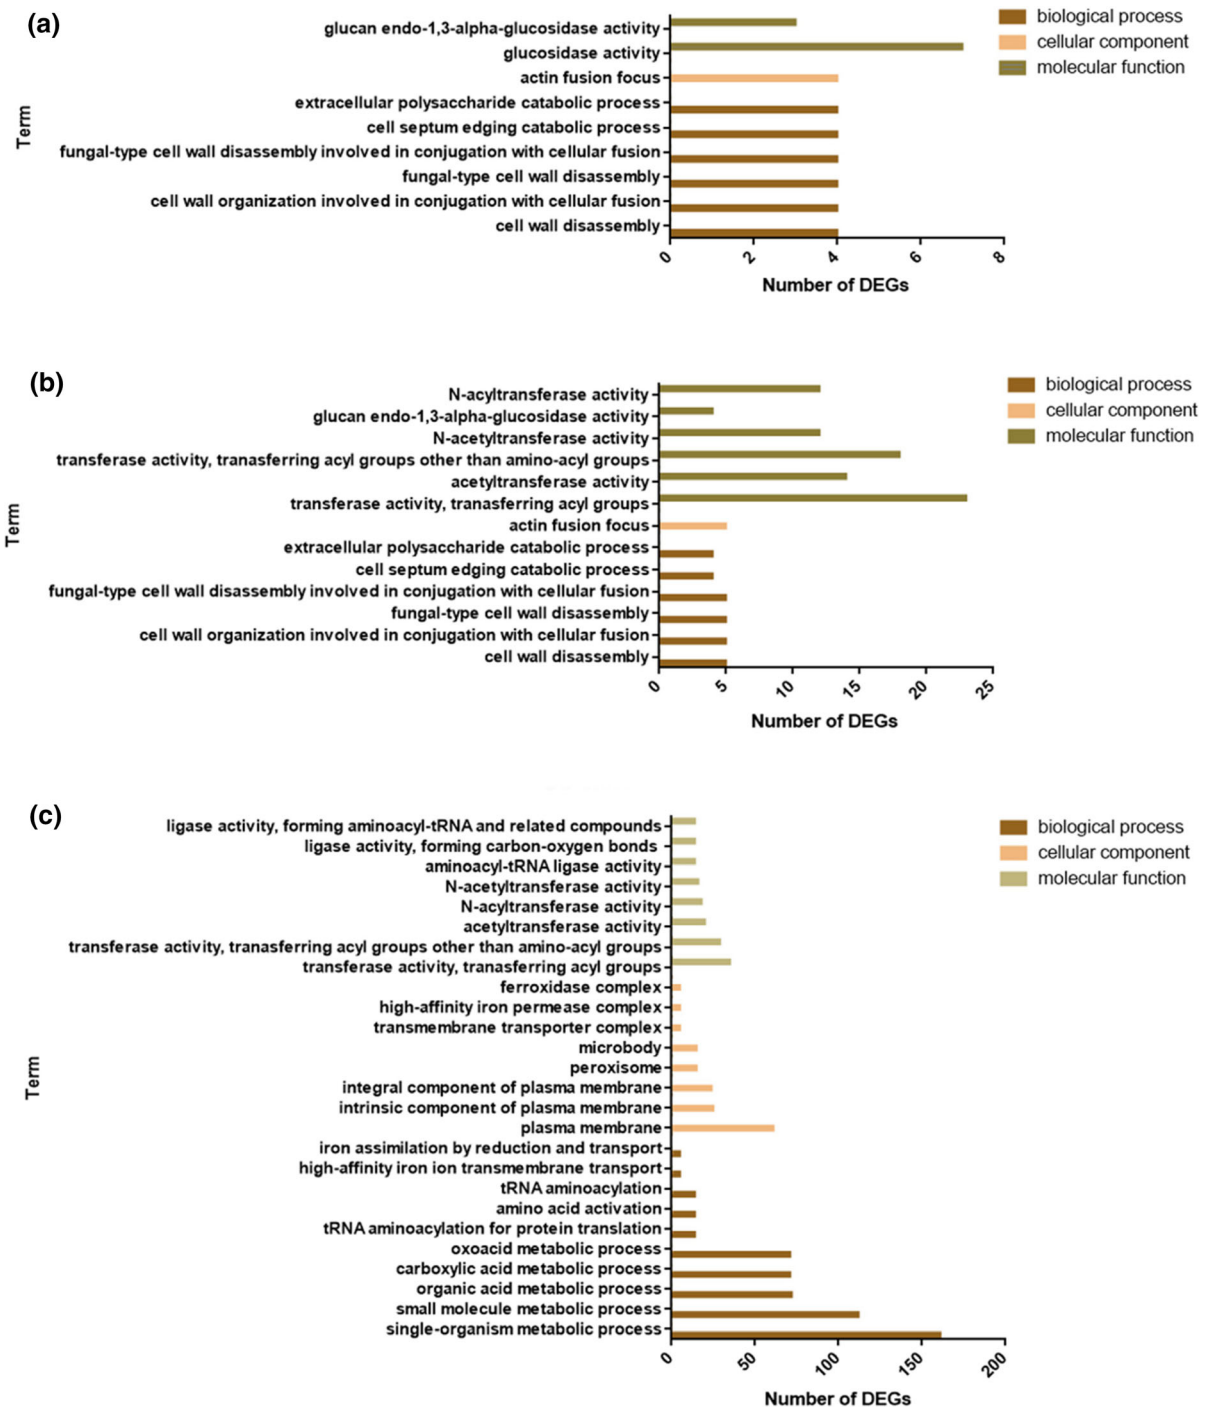 (a)
glucan endo-1,3-alpha-glucosidase activity
glucosidase activity
actin fusion focus
extracellular polysaccharide catabolic process
cell septum edging catabolic process
fungal-type cell wall disassembly involved in conjugation with cellular fusion
fungal-type cell wall disassembly
cell wall organization involved in conjugation with cellular fusion
cell wall disassembly
Term
0 2 4 6 8
Number of DEGs
biological process
cellular component
molecular function
(b)
N-acyltransferase activity
glucan endo-1,3-alpha-glucosidase activity
N-acetyltransferase activity
transferase activity, tranasferring acyl groups other than amino-acyl groups
acetyltransferase activity
transferase activity, tranasferring acyl groups
actin fusion focus
extracellular polysaccharide catabolic process
cell septum edging catabolic process
fungal-type cell wall disassembly involved in conjugation with cellular fusion
fungal-type cell wall disassembly
cell wall organization involved in conjugation with cellular fusion
cell wall disassembly
Term
0 5 10 15 20 25
Number of DEGs
biological process
cellular component
molecular function
(c)
ligase activity, forming aminoacyl-tRNA and related compounds
ligase activity, forming carbon-oxygen bonds
aminoacyl-tRNA ligase activity
N-acetyltransferase activity
N-acyltransferase activity
acetyltransferase activity
transferase activity, tranasferring acyl groups other than amino-acyl groups
transferase activity, tranasferring acyl groups
ferroxidase complex
high-affinity iron permease complex
transmembrane transporter complex
microbody
peroxisome
integral component of plasma membrane
intrinsic component of plasma membrane
plasma membrane
iron assimilation by reduction and transport
high-affinity iron ion transmembrane transport
tRNA aminoacylation
amino acid activation
tRNA aminoacylation for protein translation
oxoacid metabolic process
carboxylic acid metabolic process
organic acid metabolic process
small molecule metabolic process
single-organism metabolic process
Term
0 50 100 150 200
Number of DEGs
biological process
cellular component
molecular function